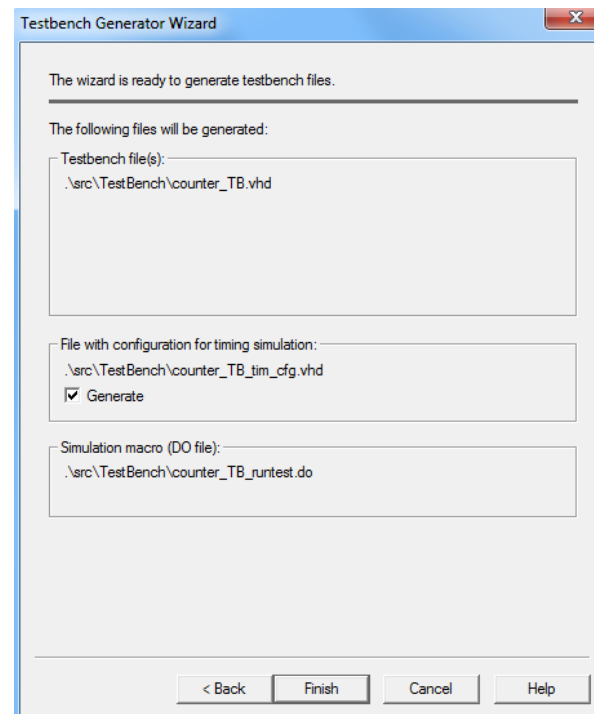 Testbench Generator Wizard
The wizard is ready to generate testbench files.
The following files will be generated:
Testbench file(s):
.\src\TestBench\counter_TB.vhd
File with configuration for timing simulation:
.\src\TestBench\counter_TB_tim_cfg.vhd
Generate
Simulation macro (DO file):
.\src\TestBench\counter_TB_runtest.do
< Back Finish Cancel Help